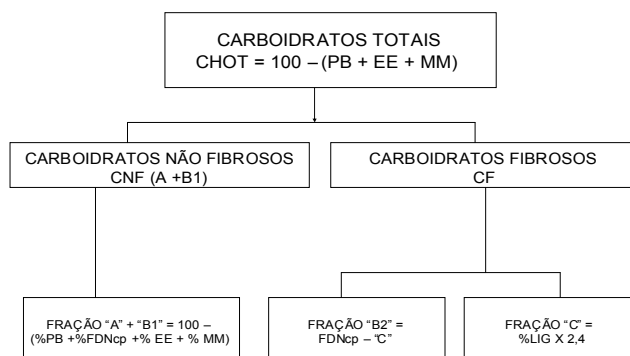 CARBOIDRATOS TOTAIS
CHOT = 100 – (PB + EE + MM)
CARBOIDRATOS NÃO FIBROSOS
CNF (A +B1)
CARBOIDRATOS FIBROSOS
CF
FRAÇÃO “A” + “B1” = 100 –
(%PB +%FDNcp +% EE + % MM)
FRAÇÃO “B2” =
FDNcp – “C”
FRAÇÃO “C” =
%LIG X 2,4